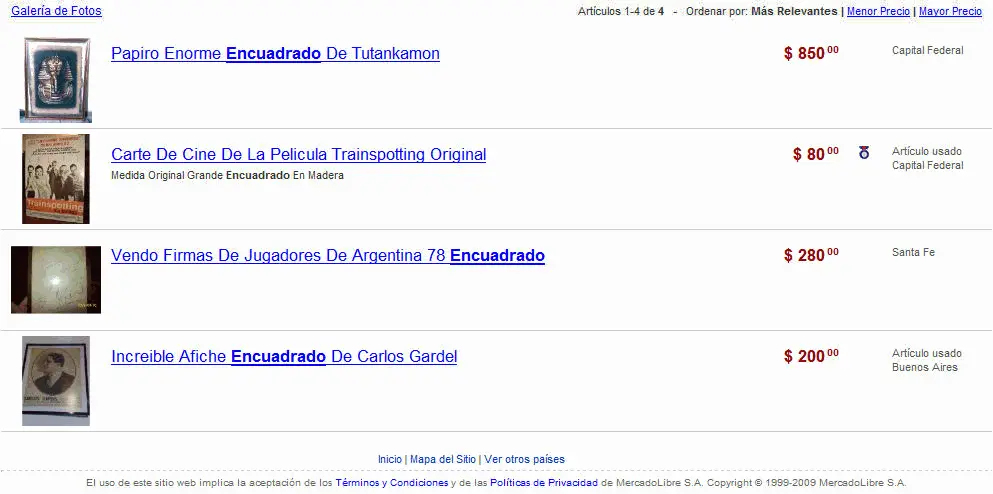 Galería de Fotos
Artículos 1-4 de 4 - Ordenar por: Más Relevantes | Menor Precio | Mayor Precio
Papiro Enorme Encuadrado De Tutankamon
$ 850 00
Capital Federal
Carte De Cine De La Pelicula Trainspotting Original
Medida Original Grande Encuadrado En Madera
$ 80 00
Artículo usado
Capital Federal
Trainspotting
Vendo Firmas De Jugadores De Argentina 78 Encuadrado
$ 280 00
Santa Fe
Increible Afiche Encuadrado De Carlos Gardel
$ 200 00
Artículo usado
Buenos Aires
Inicio | Mapa del Sitio | Ver otros países
El uso de este sitio web implica la aceptación de los Términos y Condiciones y de las Políticas de Privacidad de MercadoLibre S.A. Copyright © 1999-2009 MercadoLibre S.A.